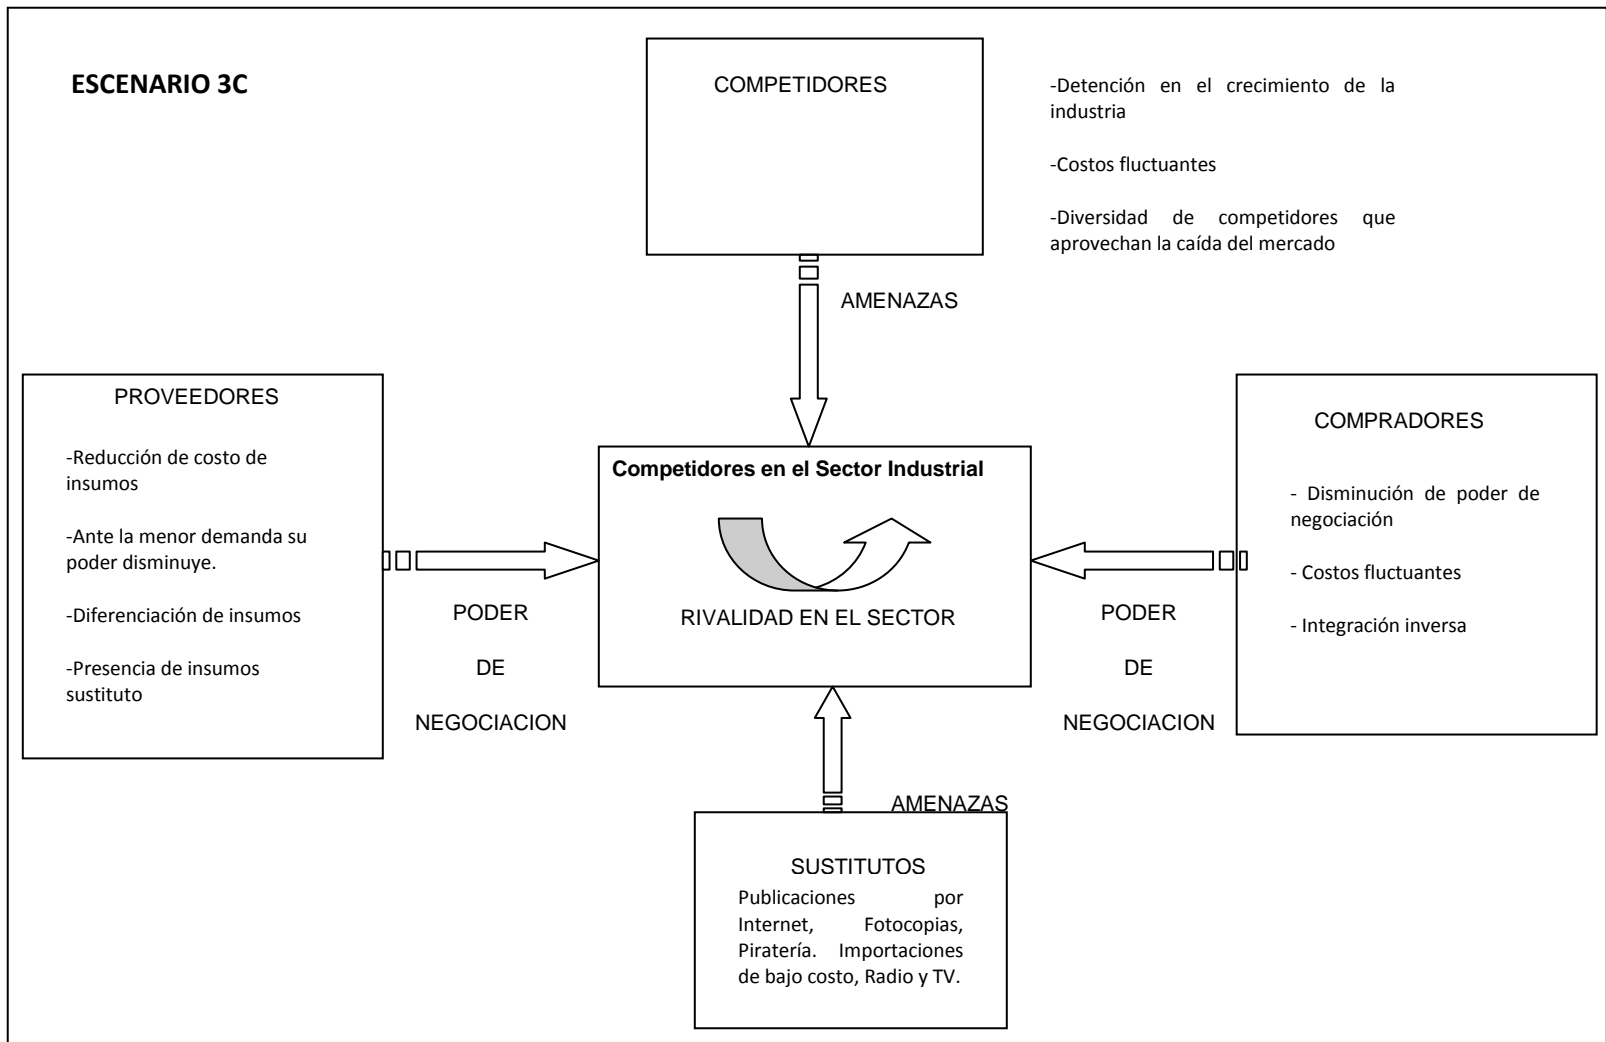 ESCENARIO 3C
COMPETIDORES
-Detención en el crecimiento de la
industria
-Costos fluctuantes
-Diversidad de competidores que
aprovechan la caída del mercado
AMENAZAS
PROVEEDORES
-Reducción de costo de
insumos
-Ante la menor demanda su
poder disminuye.
-Diferenciación de insumos
-Presencia de insumos
sustituto
PODER
DE
NEGOCIACION
Competidores en el Sector Industrial
RIVALIDAD EN EL SECTOR
PODER
DE
NEGOCIACION
COMPRADORES
- Disminución de poder de
negociación
- Costos fluctuantes
- Integración inversa
AMENAZAS
SUSTITUTOS
Publicaciones por
Internet, Fotocopias,
Piratería. Importaciones
de bajo costo, Radio y TV.